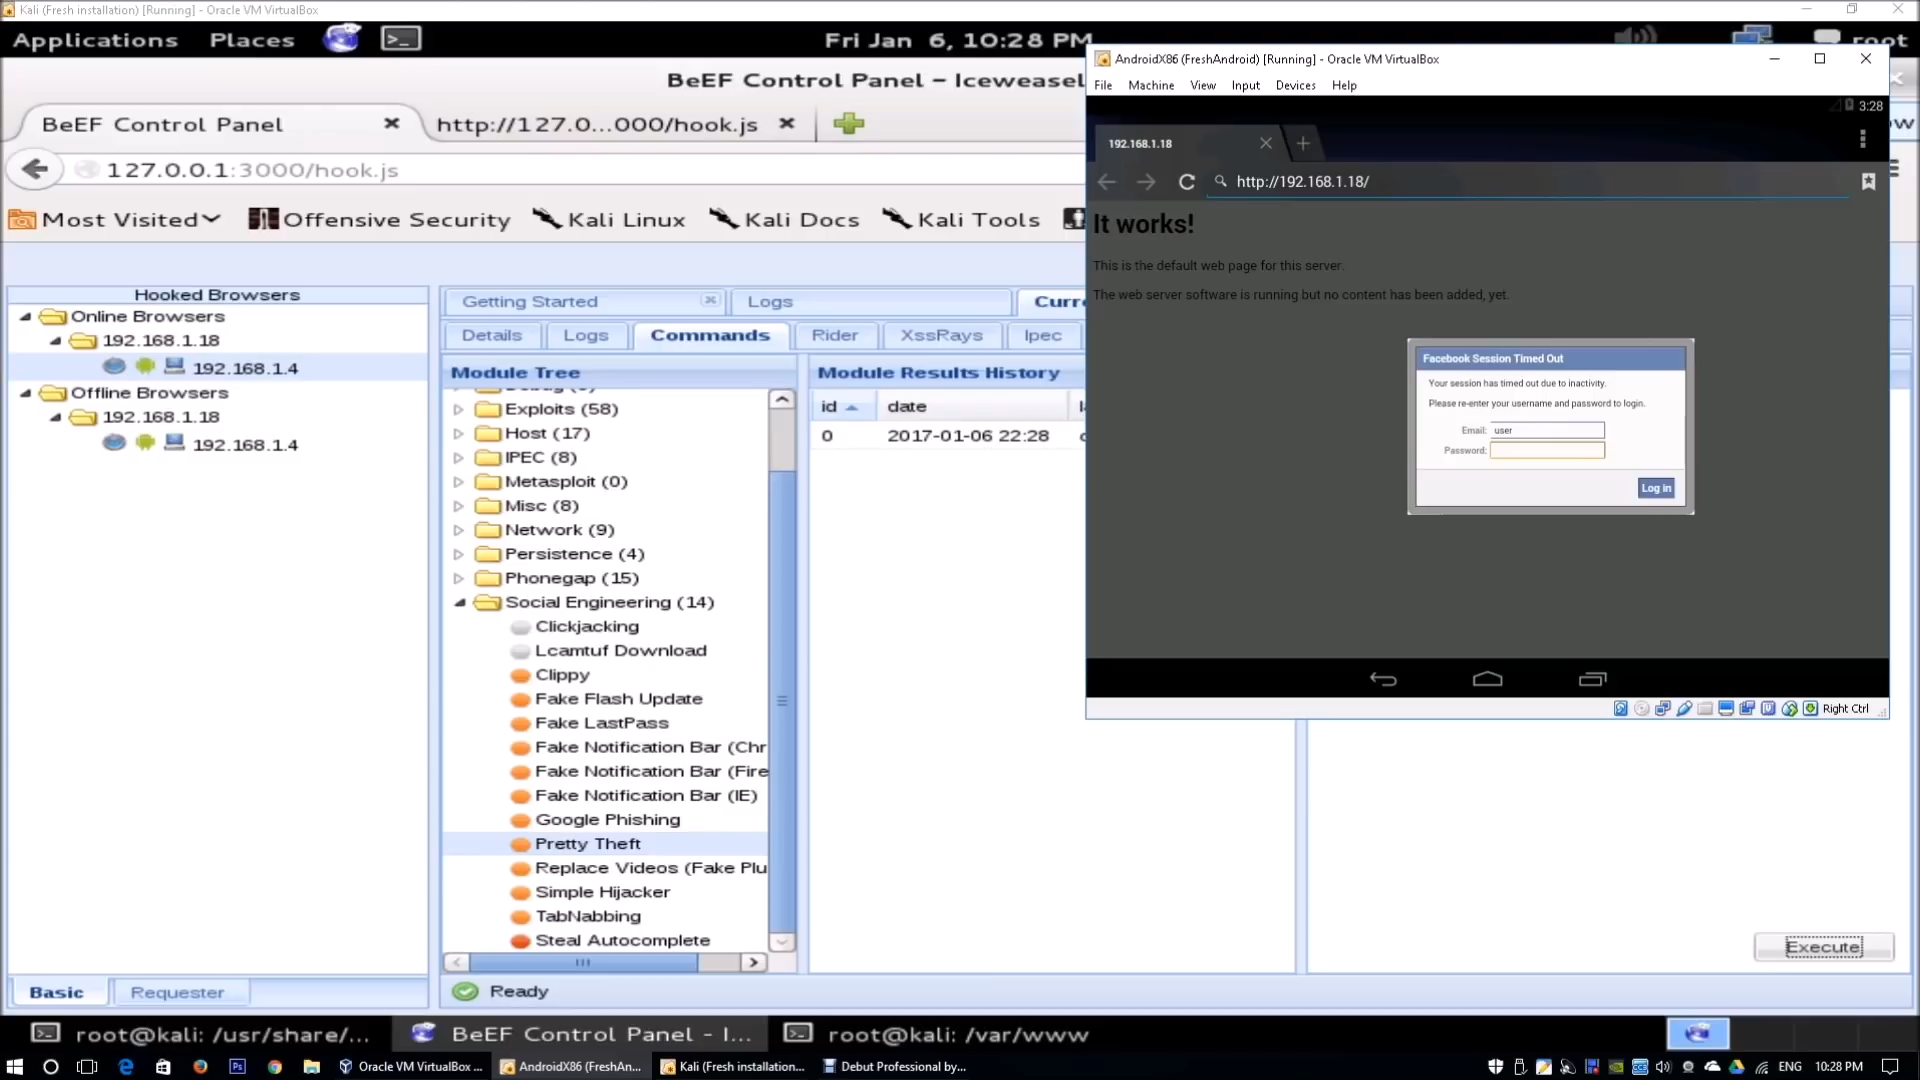 Kali (Fresh installation) [Running] - Oracle VM VirtualBox
Applications Places Fri Jan 6, 10:28 PM root
BeEF Control Panel - Iceweasel
BeEF Control Panel http://127.0...000/hook.js
127.0.0.1:3000/hook.js
Most Visited Offensive Security Kali Linux Kali Docs Kali Tools
Hooked Browsers
Online Browsers
192.168.1.18
192.168.1.4
Offline Browsers
192.168.1.18
192.168.1.4
Basic Requester
Getting Started Logs Curre
Details Logs Commands Rider XssRays Ipec
Module Tree
Exploits (58)
Host (17)
IPEC (8)
Metasploit (0)
Misc (8)
Network (9)
Persistence (4)
Phonegap (15)
Social Engineering (14)
Clickjacking
Lcamtuf Download
Clippy
Fake Flash Update
Fake LastPass
Fake Notification Bar (Chr
Fake Notification Bar (Fire
Fake Notification Bar (IE)
Google Phishing
Pretty Theft
Replace Videos (Fake Plu
Simple Hijacker
TabNabbing
Steal Autocomplete
Module Results History
id date
0 2017-01-06 22:28
Execute
Ready
AndroidX86 (FreshAndroid) [Running] - Oracle VM VirtualBox
File Machine View Input Devices Help
3:28
192.168.1.18
http://192.168.1.18/
It works!
This is the default web page for this server.
The web server software is running but no content has been added, yet.
Facebook Session Timed Out
Your session has timed out due to inactivity.
Please re-enter your username and password to login.
Email: user
Password:
Log in
Right Ctrl
root@kali: /usr/share/... BeEF Control Panel - I... root@kali: /var/www
Oracle VM VirtualBox ... AndroidX86 (FreshAn... Kali (Fresh installation... Debut Professional by... ENG 10:28 PM